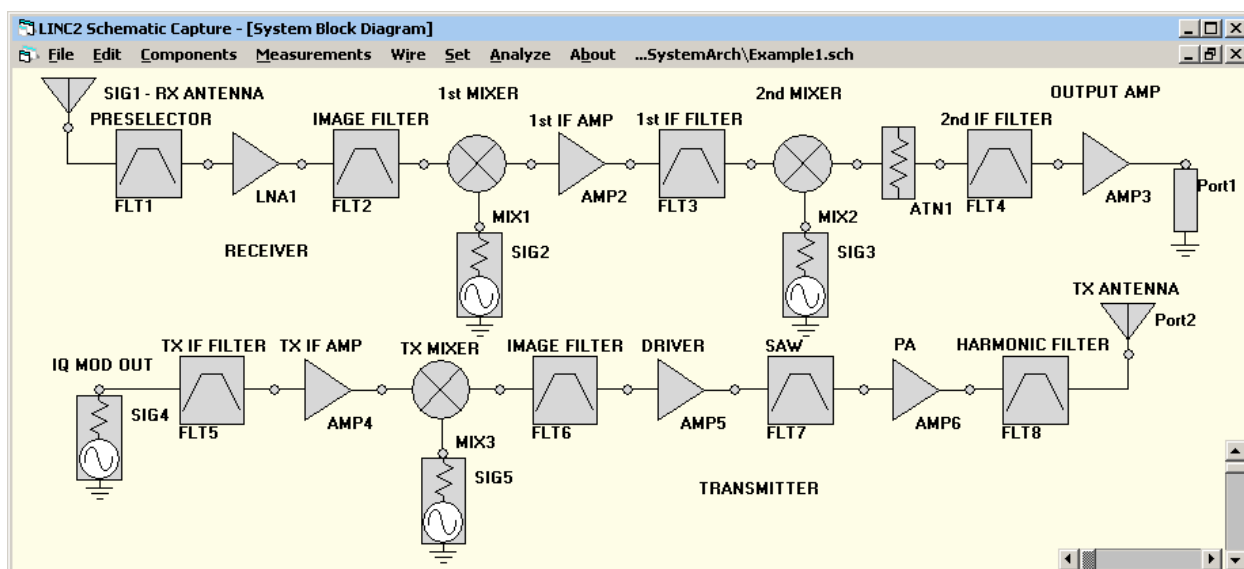 LINC2 Schematic Capture - [System Block Diagram]
File Edit Components Measurements Wire Set Analyze About ...SystemArch\Example1.sch
SIG1 - RX ANTENNA
PRESELECTOR
IMAGE FILTER
1st MIXER
1st IF AMP
1st IF FILTER
2nd MIXER
2nd IF FILTER
OUTPUT AMP
FLT1
LNA1
FLT2
MIX1
AMP2
FLT3
MIX2
ATN1
FLT4
AMP3
Port1
RECEIVER
SIG2
SIG3
TX ANTENNA
Port2
IQ MOD OUT
TX IF FILTER
TX IF AMP
TX MIXER
IMAGE FILTER
DRIVER
SAW
PA
HARMONIC FILTER
SIG4
FLT5
AMP4
MIX3
FLT6
AMP5
FLT7
AMP6
FLT8
SIG5
TRANSMITTER